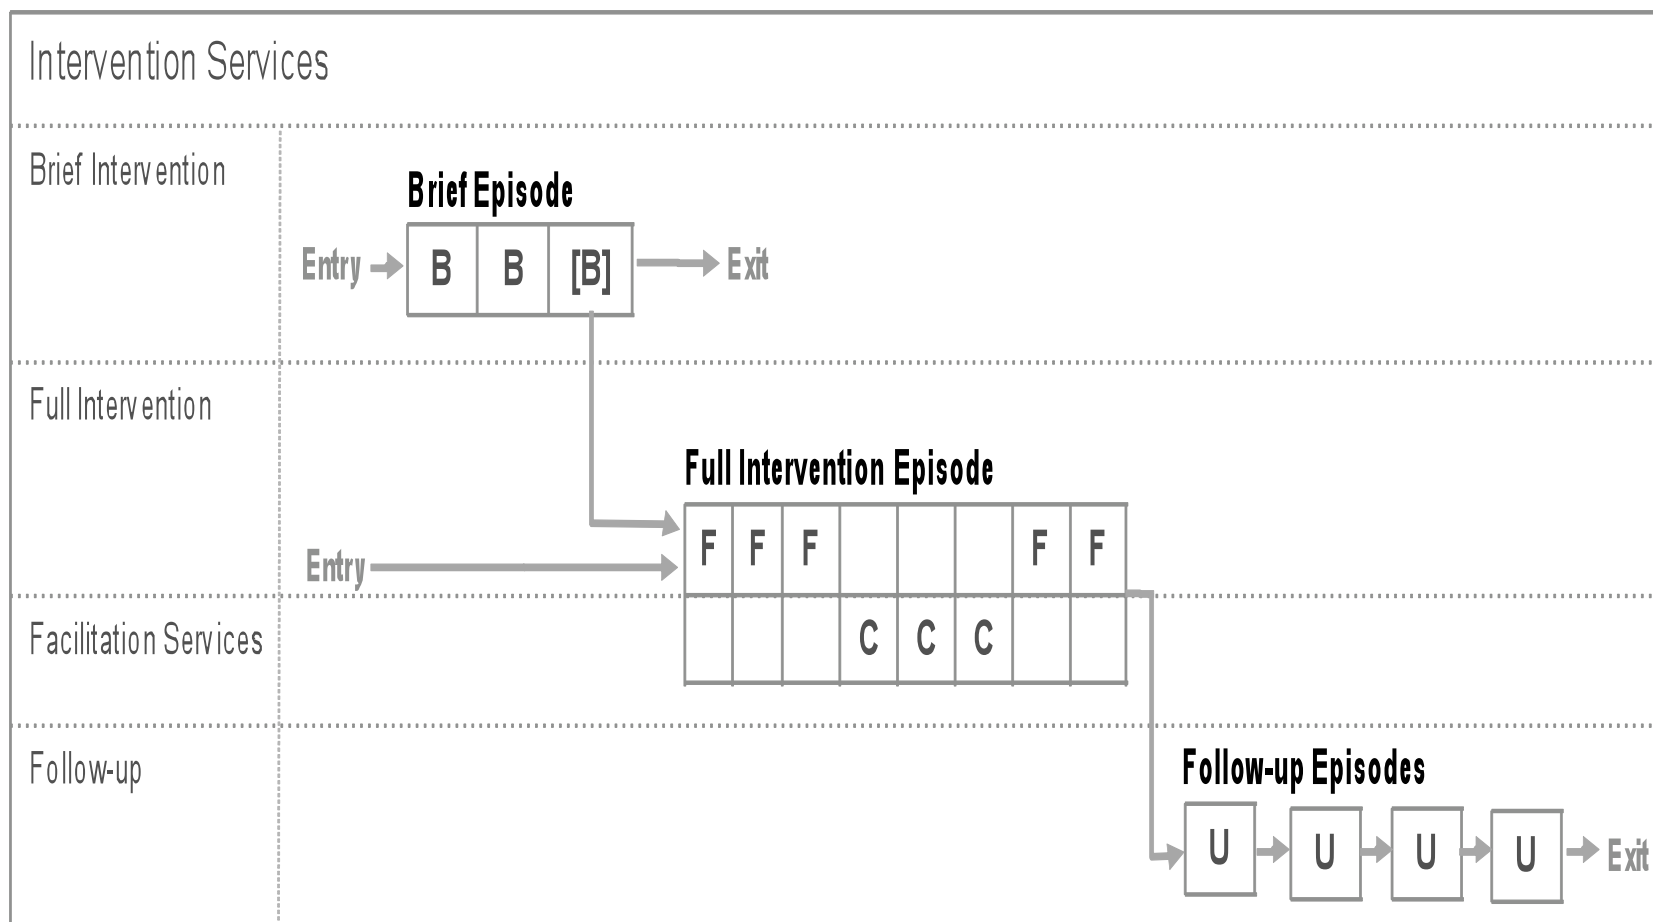 Intervention Services
Brief Intervention
Brief Episode
Entry B B [B] Exit
Full Intervention
Full Intervention Episode
F F F F F
Entry
Facilitation Services
C C C
Follow-up
Follow-up Episodes
U U U U Exit